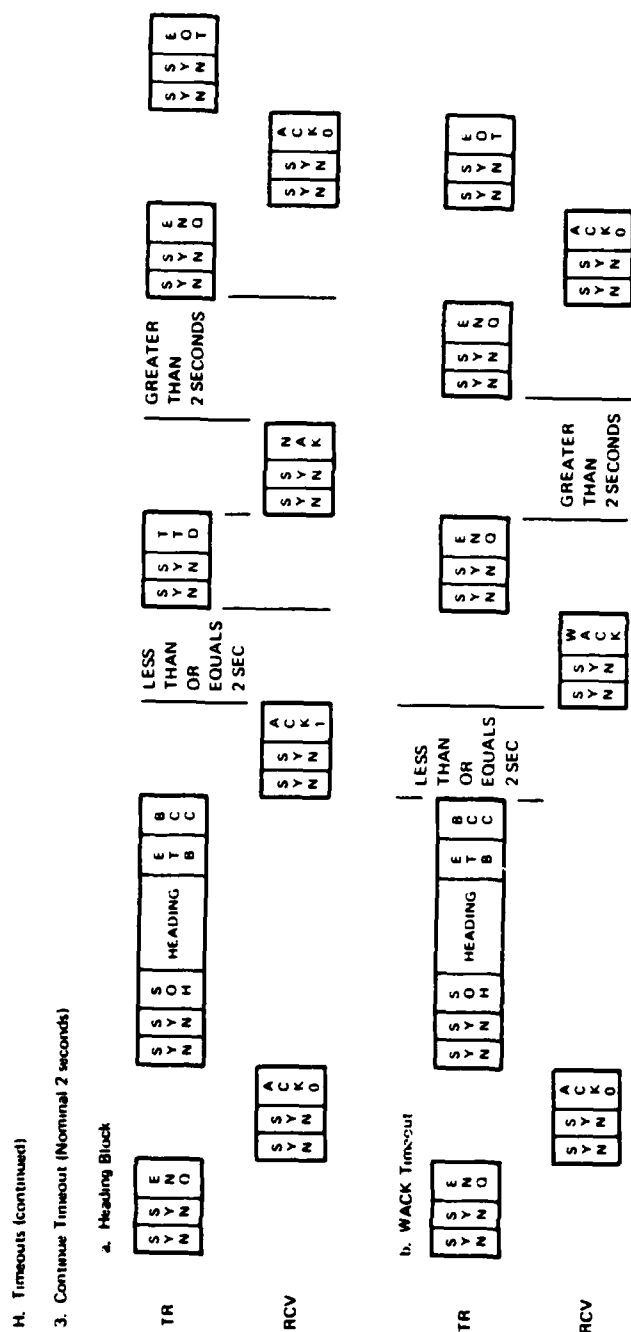 H. Timeouts (continued)
3. Continue Timeout (Nominal 2 seconds)
a. Heading Block
TR
SYN SYN ENQ
SYN SYN SOH HEADING ETB BCC
LESS
THAN
OR
EQUALS
2 SEC
SYN SYN TTD
GREATER
THAN
2 SECONDS
SYN SYN ENQ
SYN SYN EOT
RCV
SYN SYN ACK0
SYN SYN ACK1
SYN SYN NAK
SYN SYN ACK0
b. WACK Timeout
TR
SYN SYN ENQ
SYN SYN SOH HEADING ETB BCC
LESS
THAN
OR
EQUALS
2 SEC
SYN SYN ENQ
SYN SYN ENQ
SYN SYN EOT
RCV
SYN SYN ACK0
SYN SYN WACK
GREATER
THAN
2 SECONDS
SYN SYN ACK0